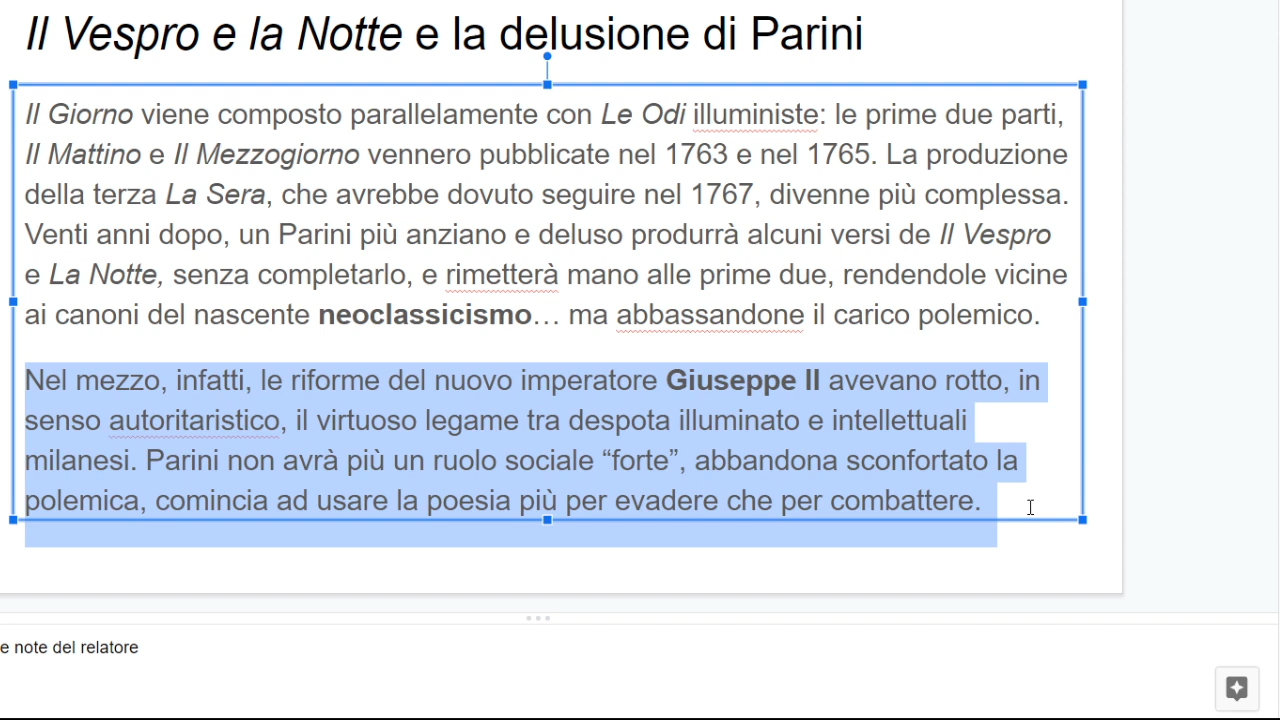 Il Vespro e la Notte e la delusione di Parini
Il Giorno viene composto parallelamente con Le Odi illuministe: le prime due parti,
Il Mattino e Il Mezzogiorno vennero pubblicate nel 1763 e nel 1765. La produzione
della terza La Sera, che avrebbe dovuto seguire nel 1767, divenne più complessa.
Venti anni dopo, un Parini più anziano e deluso produrrà alcuni versi de Il Vespro
e La Notte, senza completarlo, e rimetterà mano alle prime due, rendendole vicine
ai canoni del nascente neoclassicismo… ma abbassandone il carico polemico.
Nel mezzo, infatti, le riforme del nuovo imperatore Giuseppe II avevano rotto, in
senso autoritaristico, il virtuoso legame tra despota illuminato e intellettuali
milanesi. Parini non avrà più un ruolo sociale “forte”, abbandona sconfortato la
polemica, comincia ad usare la poesia più per evadere che per combattere.
e note del relatore